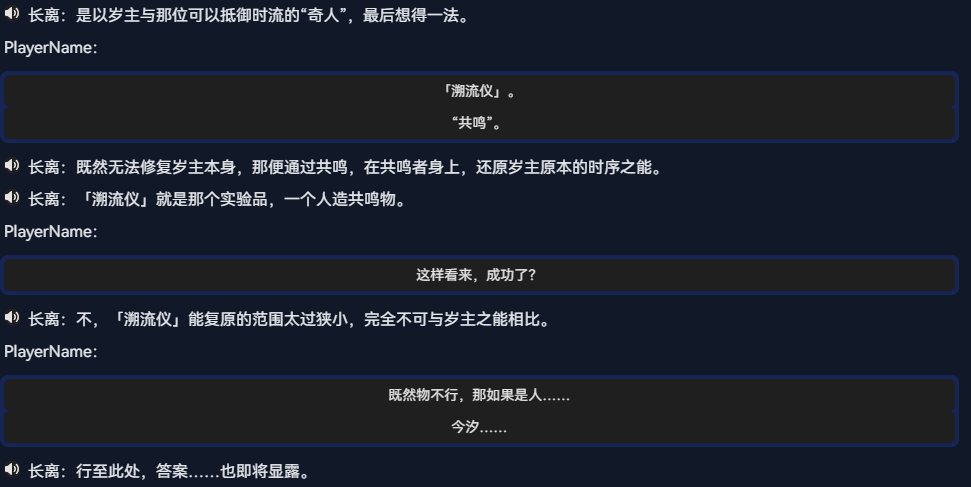 长离：是以岁主与那位可以抵御时流的“奇人”，最后想得一法。
PlayerName：
「溯流仪」。
“共鸣”。
长离：既然无法修复岁主本身，那便通过共鸣，在共鸣者身上，还原岁主原本的时序之能。
长离：「溯流仪」就是那个实验品，一个人造共鸣物。
PlayerName：
这样看来，成功了？
长离：不，「溯流仪」能复原的范围太过狭小，完全不可与岁主之能相比。
PlayerName：
既然物不行，那如果是人……
今汐……
长离：行至此处，答案……也即将显露。